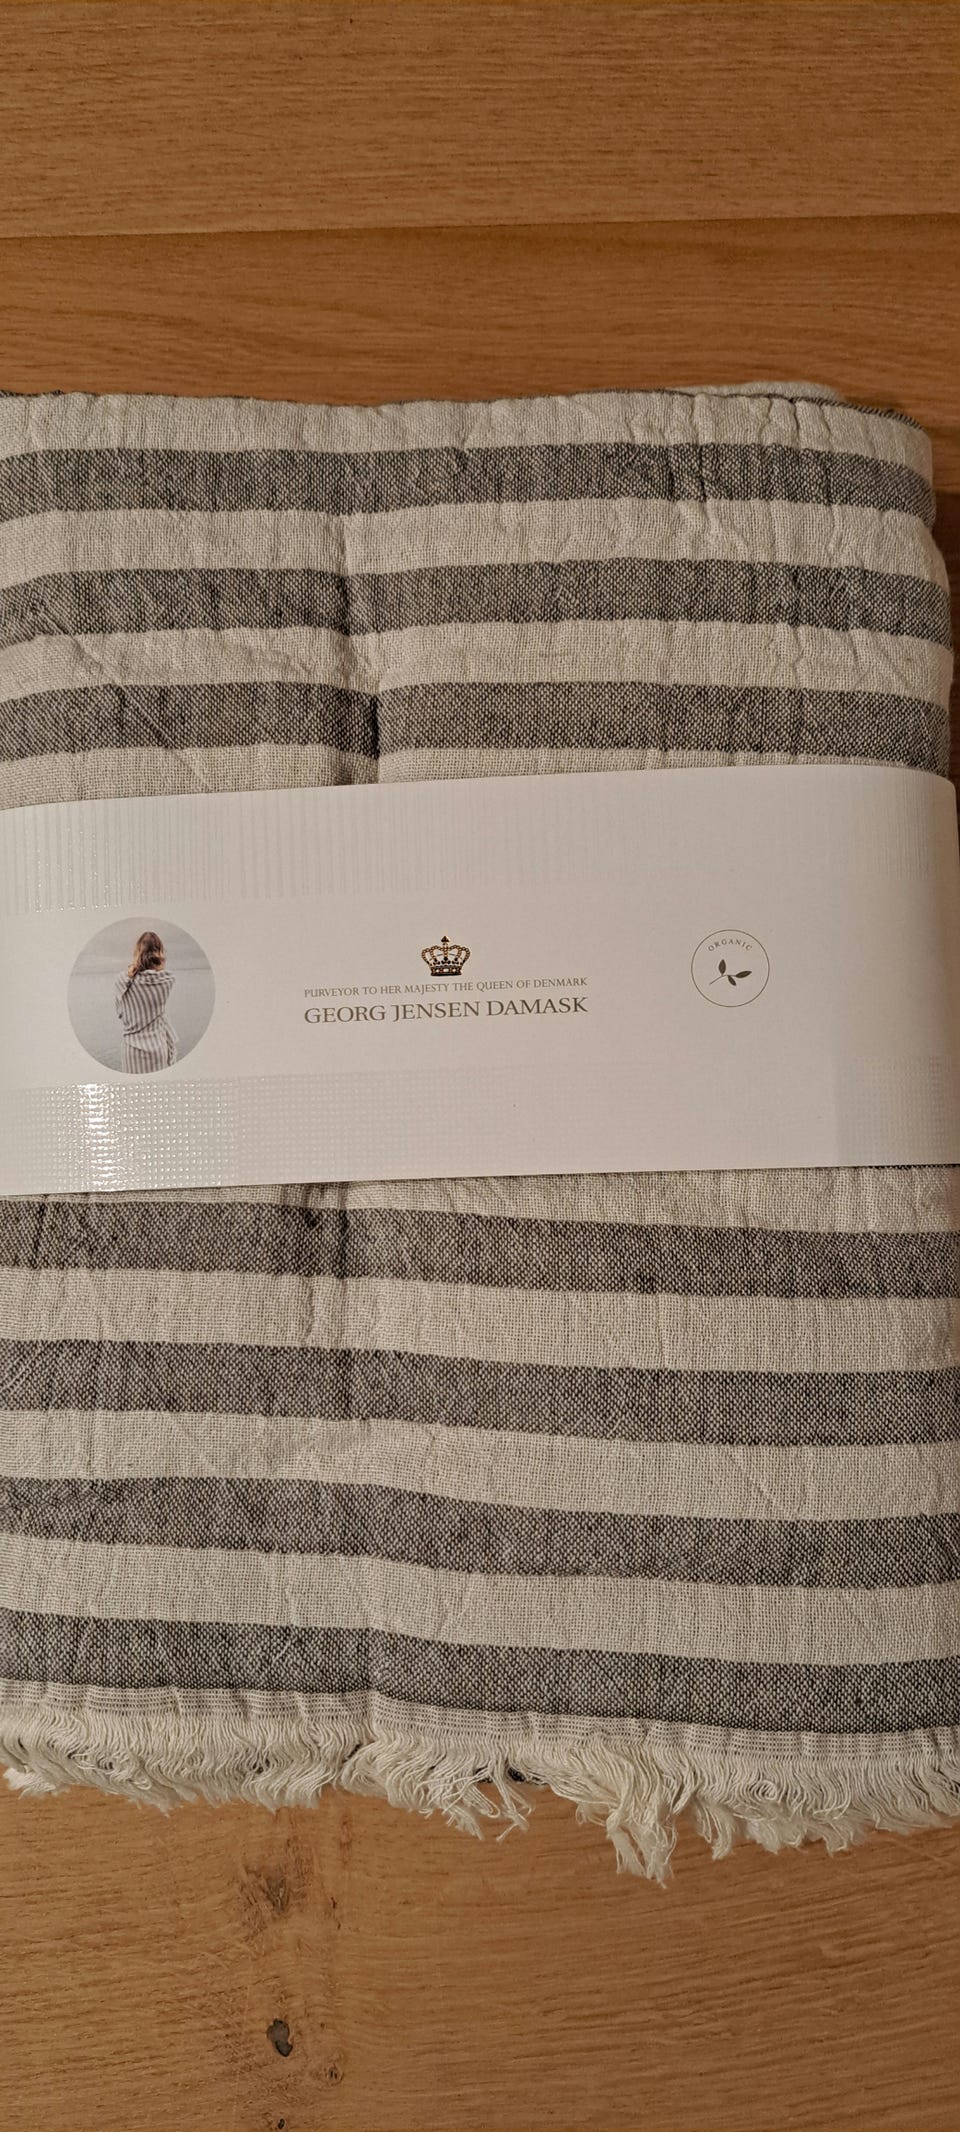 PURVEYOR TO HER MAJESTY THE QUEEN OF DENMARK
GEORG JENSEN DAMASK
ORGANIC